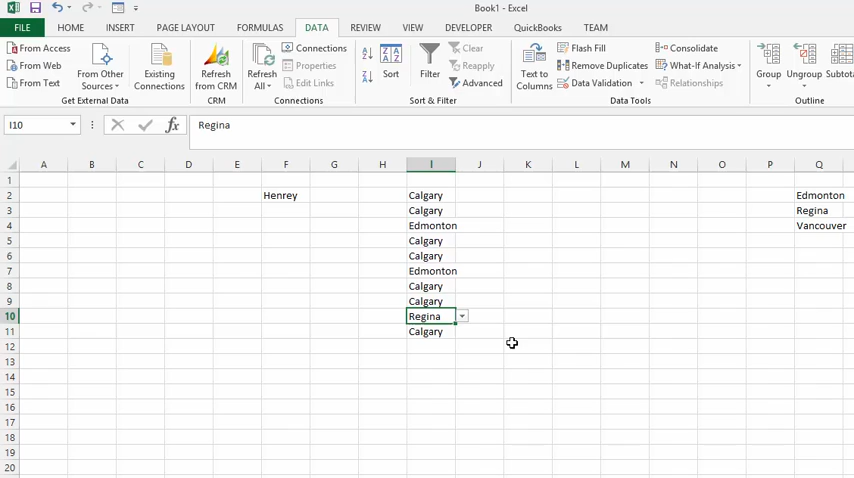 Book1 - Excel
FILE HOME INSERT PAGE LAYOUT FORMULAS DATA REVIEW VIEW DEVELOPER QuickBooks TEAM
From Access
From Web
From Text
From Other Sources
Existing Connections
Get External Data
Refresh from CRM
CRM
Refresh All
Connections
Properties
Edit Links
Connections
Sort
Filter
Clear
Reapply
Advanced
Sort & Filter
Text to Columns
Flash Fill
Remove Duplicates
Data Validation
Consolidate
What-If Analysis
Relationships
Data Tools
Group
Ungroup
Subtota
Outline
I10 fx Regina
A B C D E F G H I J K L M N O P Q
1
2 Henrey Calgary Edmonton
3 Calgary Regina
4 Edmonton Vancouver
5 Calgary
6 Calgary
7 Edmonton
8 Calgary
9 Calgary
10 Regina
11 Calgary
12
13
14
15
16
17
18
19
20